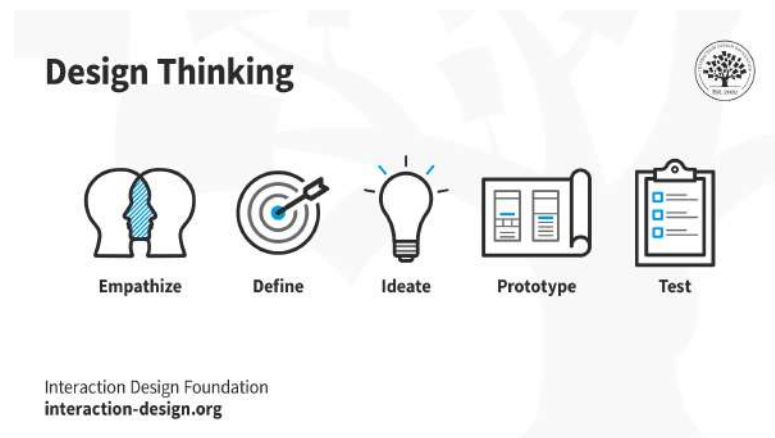 Design Thinking
Empathize
Define
Ideate
Prototype
Test
Interaction Design Foundation
interaction-design.org